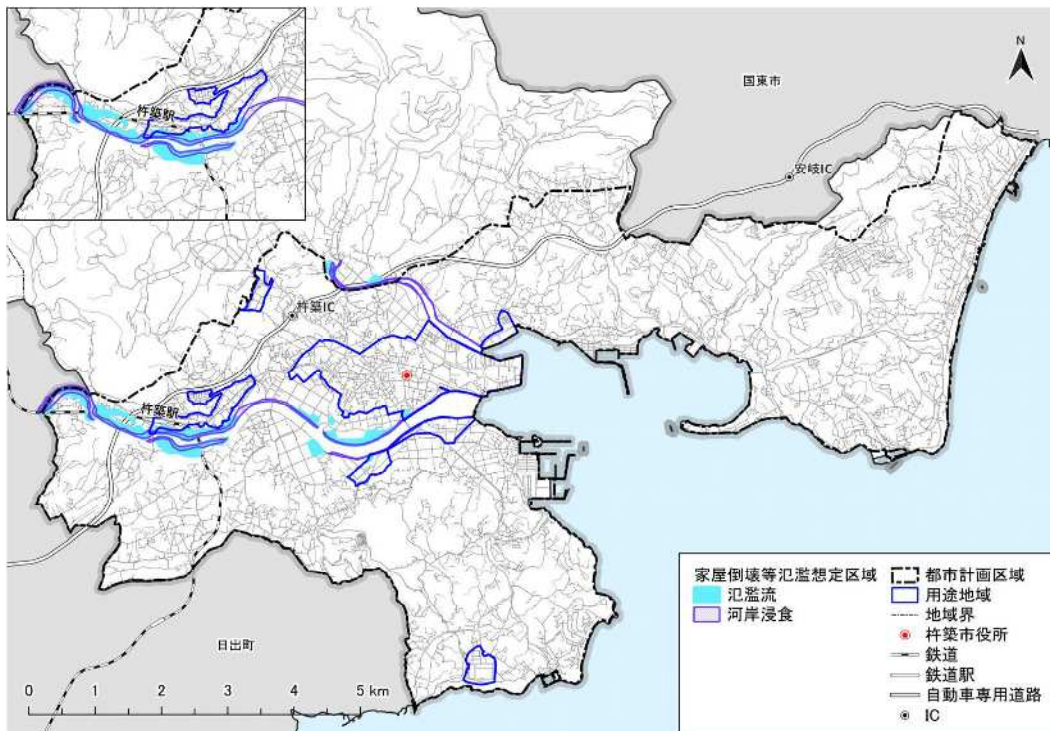 杵築駅
国東市
N
安岐IC
杵築IC
杵築駅
日出町
0 1 2 3 4 5 km
家屋倒壊等氾濫想定区域
氾濫流
河岸浸食
都市計画区域
用途地域
地域界
杵築市役所
鉄道
鉄道駅
自動車専用道路
IC